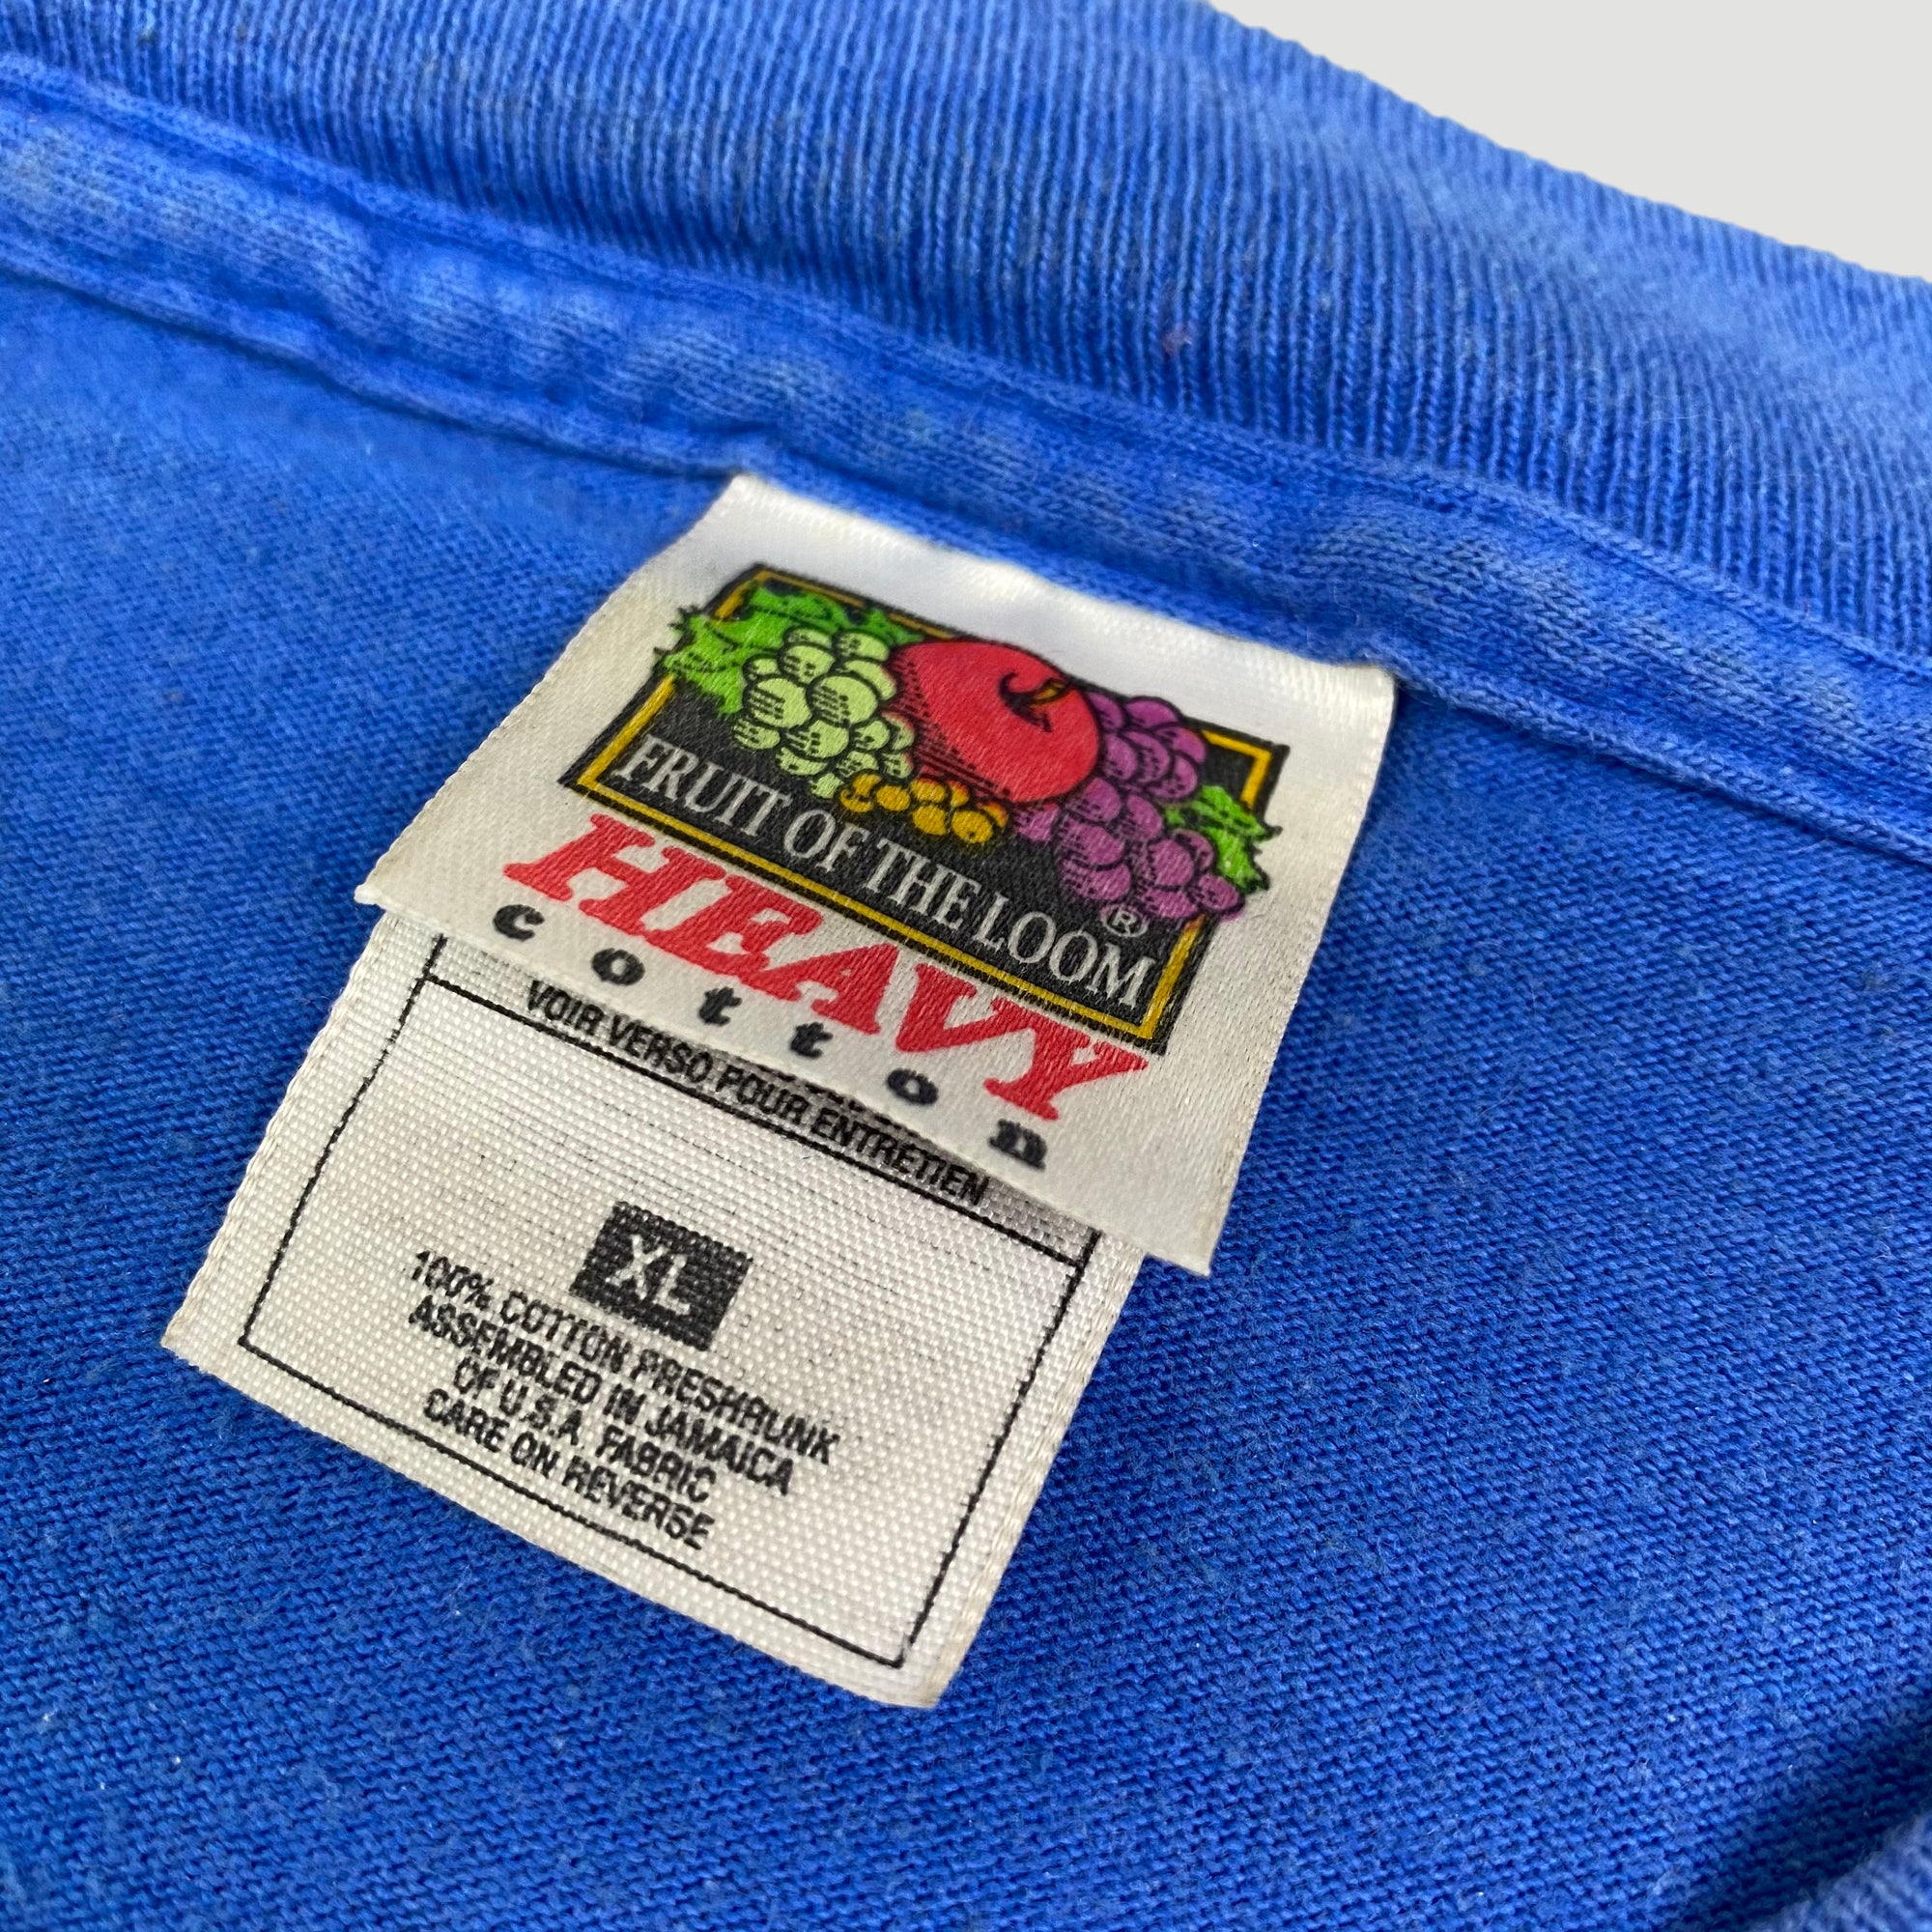 FRUIT OF THE LOOM ®
HEAVY
cotton
VOIR VERSO POUR ENTRETIEN
XL
100% COTTON PRESHRUNK
ASSEMBLED IN JAMAICA
OF U.S.A. FABRIC
CARE ON REVERSE